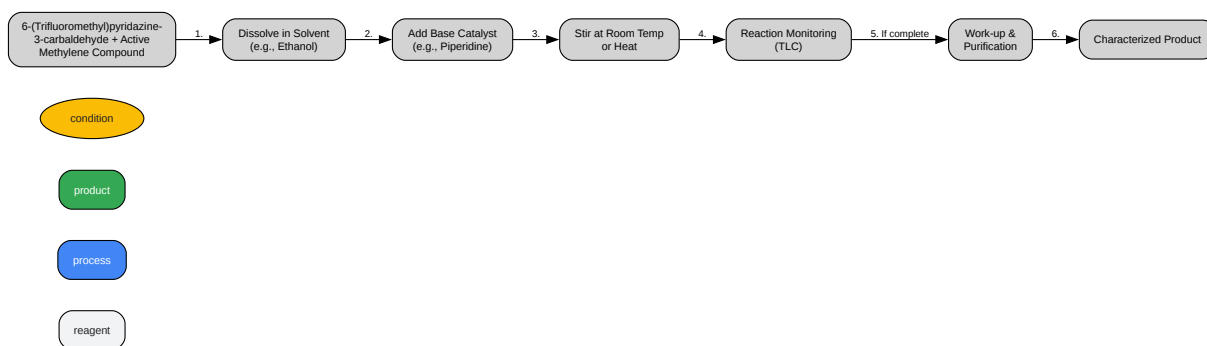 6-(Trifluoromethyl)pyridazine-
3-carbaldehyde + Active
Methylene Compound
1.
Dissolve in Solvent
(e.g., Ethanol)
2.
Add Base Catalyst
(e.g., Piperidine)
3.
Stir at Room Temp
or Heat
4.
Reaction Monitoring
(TLC)
5. If complete
Work-up &
Purification
6.
Characterized Product
condition
product
process
reagent